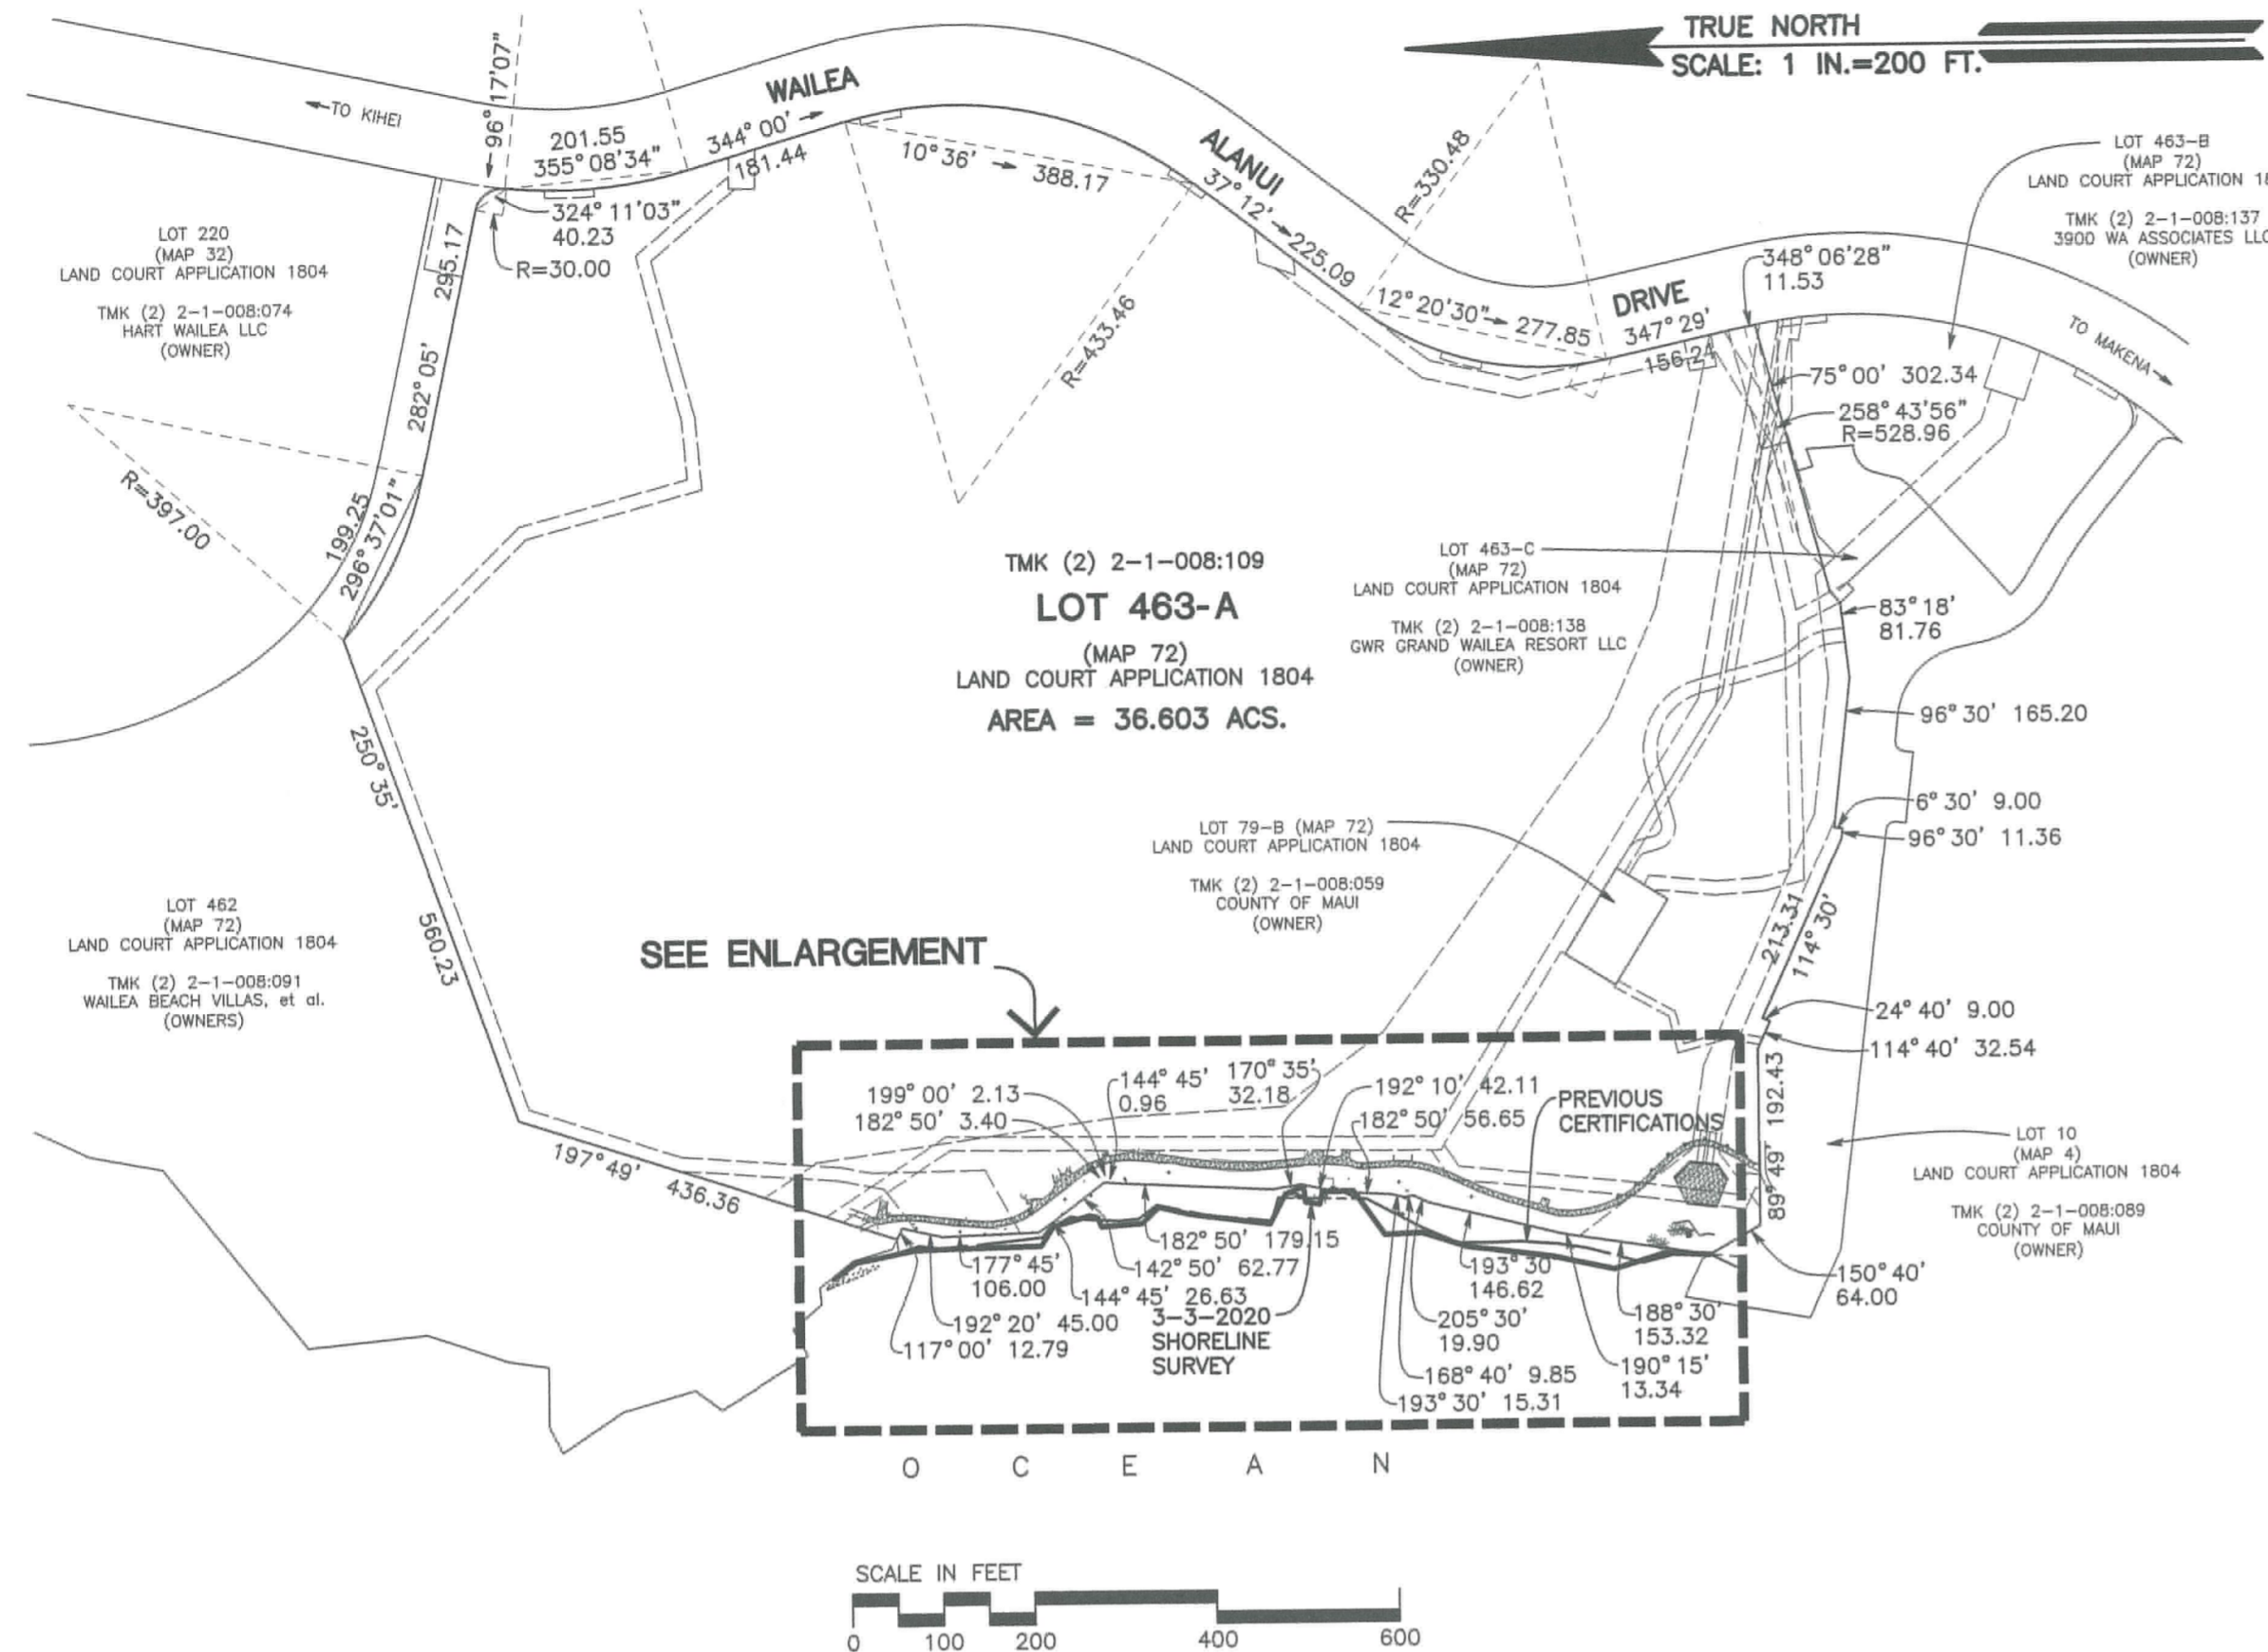 TRUE NORTH
SCALE: 1 IN.=200 FT.
TO KIHEI
96° 17'07"
201.55
355° 08'34"
344° 00'
181.44
WAILEA
ALANUI
DRIVE
10° 36'
388.17
37° 12'
225.09
R=330.48
12° 20'30"
277.85
347° 29'
156.24
348° 06'28"
11.53
LOT 463-B
(MAP 72)
LAND COURT APPLICATION 18
TMK (2) 2-1-008:137
3900 WA ASSOCIATES LLC
(OWNER)
TO MAKENA
324° 11'03"
40.23
R=30.00
295.17
282° 05'
LOT 220
(MAP 32)
LAND COURT APPLICATION 1804
TMK (2) 2-1-008:074
HART WAILEA LLC
(OWNER)
R=433.46
75° 00' 302.34
258° 43'56"
R=528.96
R=397.00
199.25
296° 37'01"
TMK (2) 2-1-008:109
LOT 463-A
(MAP 72)
LAND COURT APPLICATION 1804
AREA = 36.603 ACS.
LOT 463-C
(MAP 72)
LAND COURT APPLICATION 1804
TMK (2) 2-1-008:138
GWR GRAND WAILEA RESORT LLC
(OWNER)
83° 18'
81.76
96° 30' 165.20
250° 35'
560.23
6° 30' 9.00
96° 30' 11.36
LOT 79-B (MAP 72)
LAND COURT APPLICATION 1804
TMK (2) 2-1-008:059
COUNTY OF MAUI
(OWNER)
213.31
114° 30'
LOT 462
(MAP 72)
LAND COURT APPLICATION 1804
TMK (2) 2-1-008:091
WAILEA BEACH VILLAS, et al.
(OWNERS)
SEE ENLARGEMENT
24° 40' 9.00
114° 40' 32.54
192.43
89° 49'
199° 00' 2.13
182° 50' 3.40
144° 45'
0.96
170° 35'
32.18
192° 10' 42.11
182° 50' 56.65
PREVIOUS
CERTIFICATIONS
LOT 10
(MAP 4)
LAND COURT APPLICATION 1804
TMK (2) 2-1-008:089
COUNTY OF MAUI
(OWNER)
197° 49'
436.36
177° 45'
106.00
182° 50' 179.15
142° 50' 62.77
144° 45' 26.63
192° 20' 45.00
117° 00' 12.79
3-3-2020
SHORELINE
SURVEY
193° 30'
146.62
205° 30'
19.90
168° 40' 9.85
193° 30' 15.31
188° 30'
153.32
190° 15'
13.34
150° 40'
64.00
O C E A N
SCALE IN FEET
0 100 200 400 600